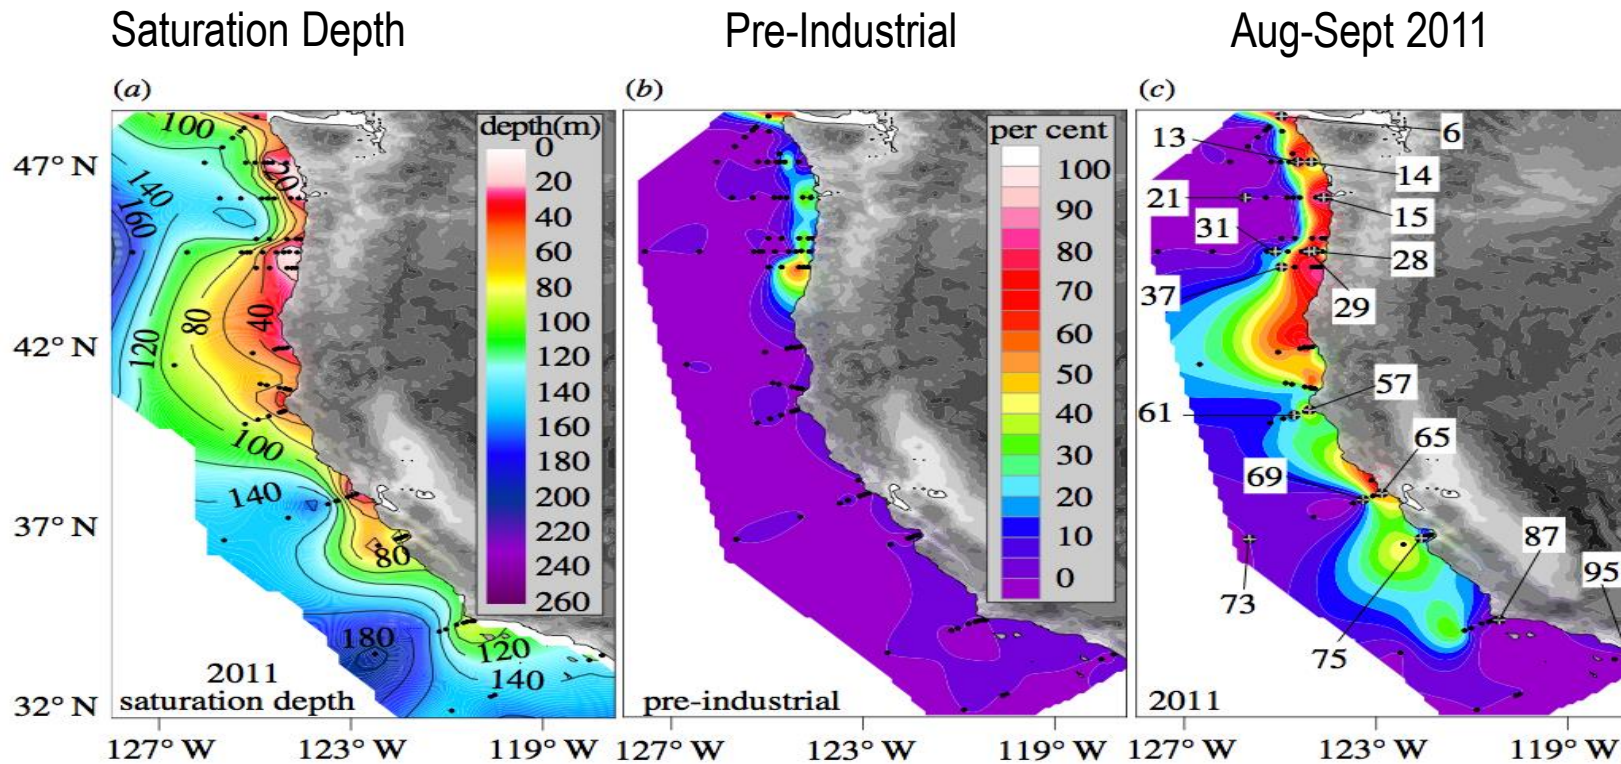 Saturation Depth
Pre-Industrial
Aug-Sept 2011
(a)
(b)
(c)
47° N
42° N
37° N
32° N
depth(m)
0
20
40
60
80
100
120
140
160
180
200
220
240
260
100
140
160
20
120
80
40
100
140
80
180
120
140
2011
saturation depth
127° W
123° W
119° W
per cent
100
90
80
70
60
50
40
30
20
10
0
pre-industrial
127° W
123° W
119° W
6
13
14
21
15
31
28
37
29
57
61
65
69
87
95
73
75
2011
127° W
123° W
119° W